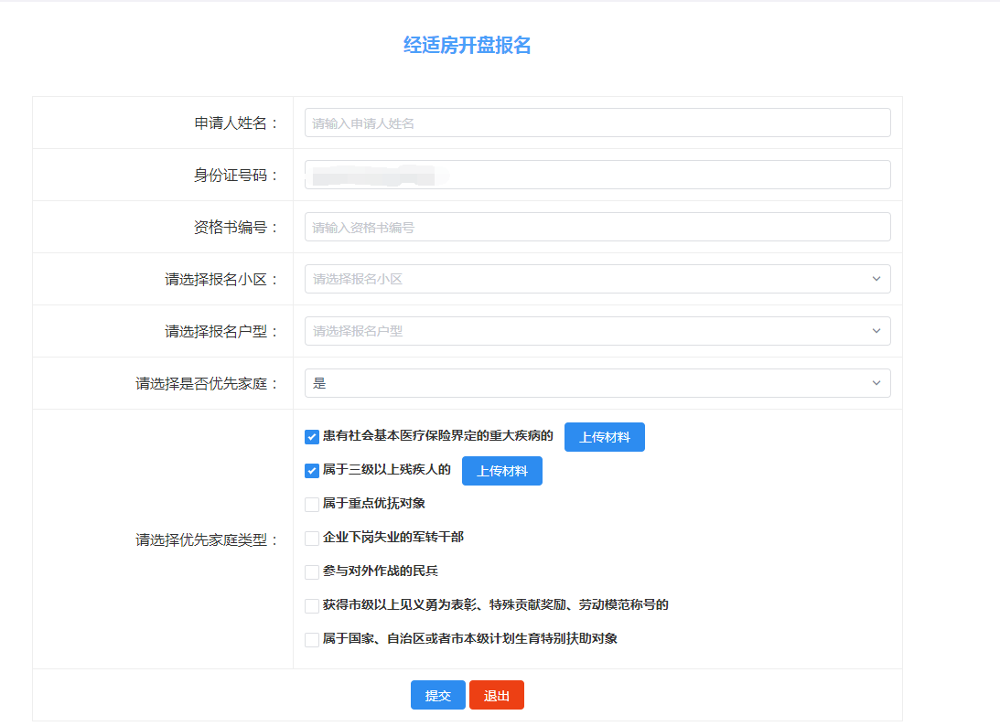 经适房开盘报名
申请人姓名：
请输入申请人姓名
身份证号码：
资格书编号：
请输入资格书编号
请选择报名小区：
请选择报名小区
请选择报名户型：
请选择报名户型
请选择是否优先家庭：
是
请选择优先家庭类型：
患有社会基本医疗保险界定的重大疾病的 上传材料
属于三级以上残疾人的 上传材料
属于重点优抚对象
企业下岗失业的军转干部
参与对外作战的民兵
获得市级以上见义勇为表彰、特殊贡献奖励、劳动模范称号的
属于国家、自治区或者市本级计划生育特别扶助对象
提交 退出